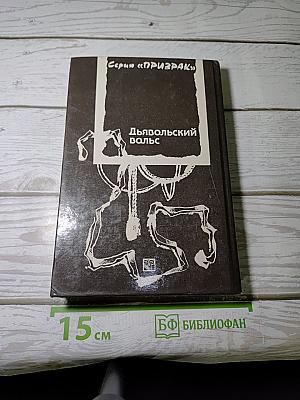 Серия «ПРИЗРАК»
Дьявольский
вальс
15 см
БФ БИБЛИОФАН